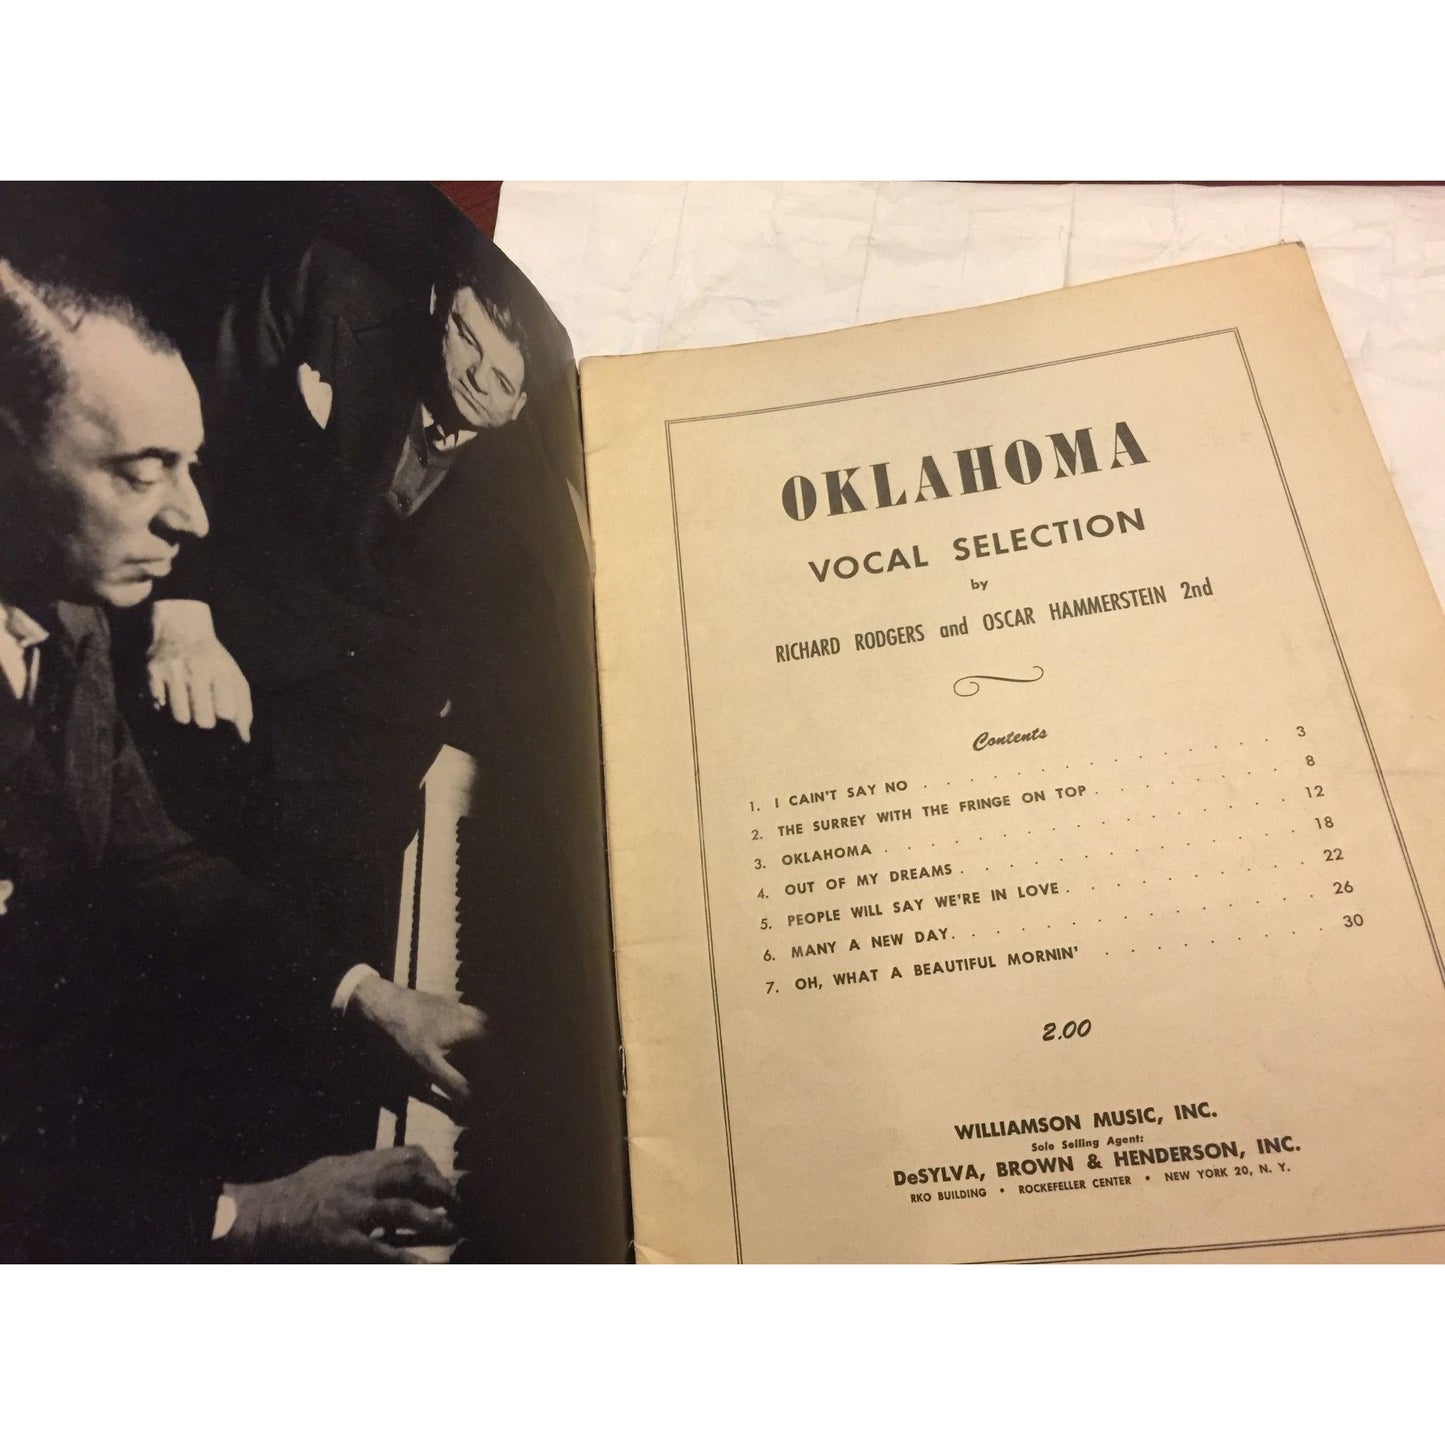 OKLAHOMA
VOCAL SELECTION
by
RICHARD RODGERS and OSCAR HAMMERSTEIN 2nd
Contents
1. I CAIN'T SAY NO . . . . . . . . . . . . 3
2. THE SURREY WITH THE FRINGE ON TOP . . . . . . . 8
3. OKLAHOMA . . . . . . . . . . . . . . 12
4. OUT OF MY DREAMS . . . . . . . . . . . . 18
5. PEOPLE WILL SAY WE'RE IN LOVE . . . . . . . . . 22
6. MANY A NEW DAY. . . . . . . . . . . . . 26
7. OH, WHAT A BEAUTIFUL MORNIN' . . . . . . . . . 30
2.00
WILLIAMSON MUSIC, INC.
Sole Selling Agent:
DeSYLVA, BROWN & HENDERSON, INC.
RKO BUILDING • ROCKEFELLER CENTER • NEW YORK 20, N. Y.